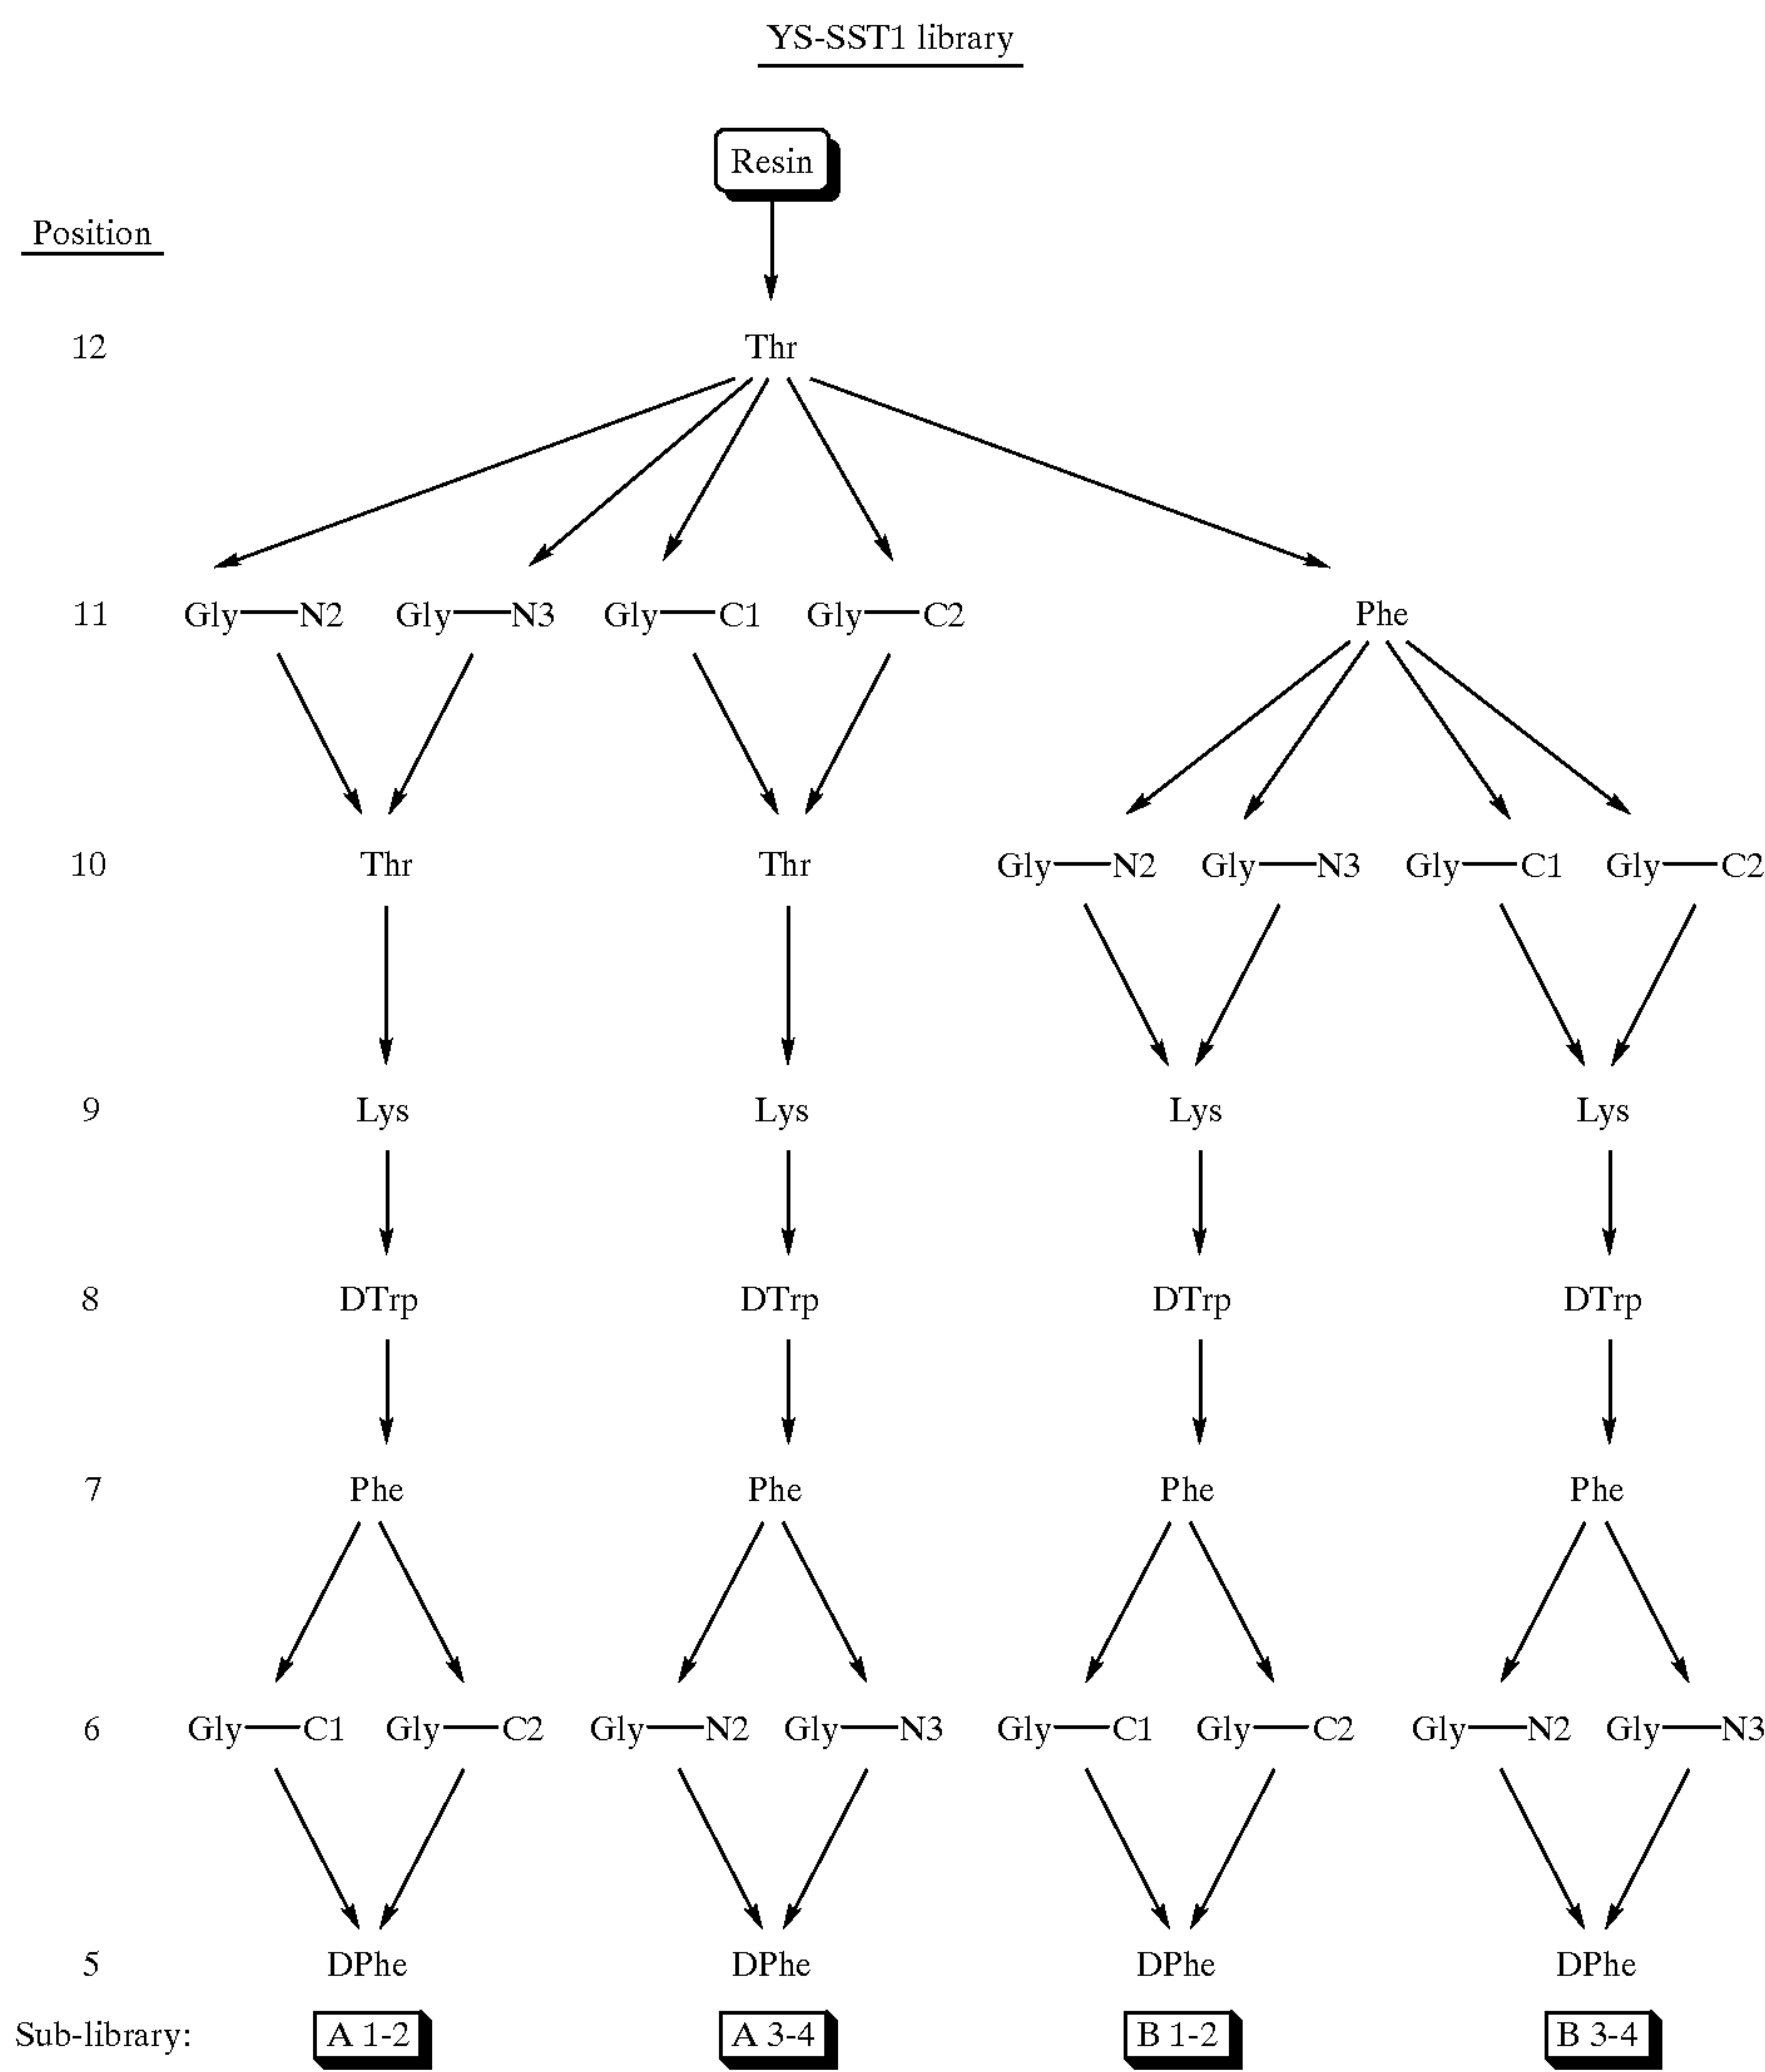 YS-SST1 library
Resin
Position
12 Thr
11 Gly—N2 Gly—N3 Gly—C1 Gly—C2 Phe
10 Thr Thr Gly—N2 Gly—N3 Gly—C1 Gly—C2
9 Lys Lys Lys Lys
8 DTrp DTrp DTrp DTrp
7 Phe Phe Phe Phe
6 Gly—C1 Gly—C2 Gly—N2 Gly—N3 Gly—C1 Gly—C2 Gly—N2 Gly—N3
5 DPhe DPhe DPhe DPhe
Sub-library: A 1-2 A 3-4 B 1-2 B 3-4